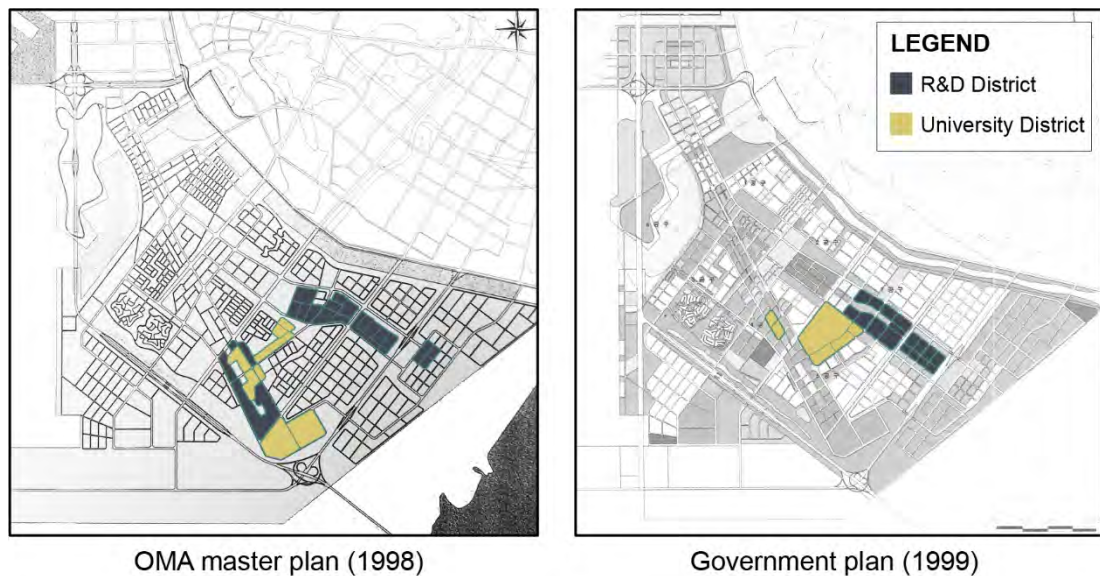 LEGEND
R&D District
University District
OMA master plan (1998)
Government plan (1999)